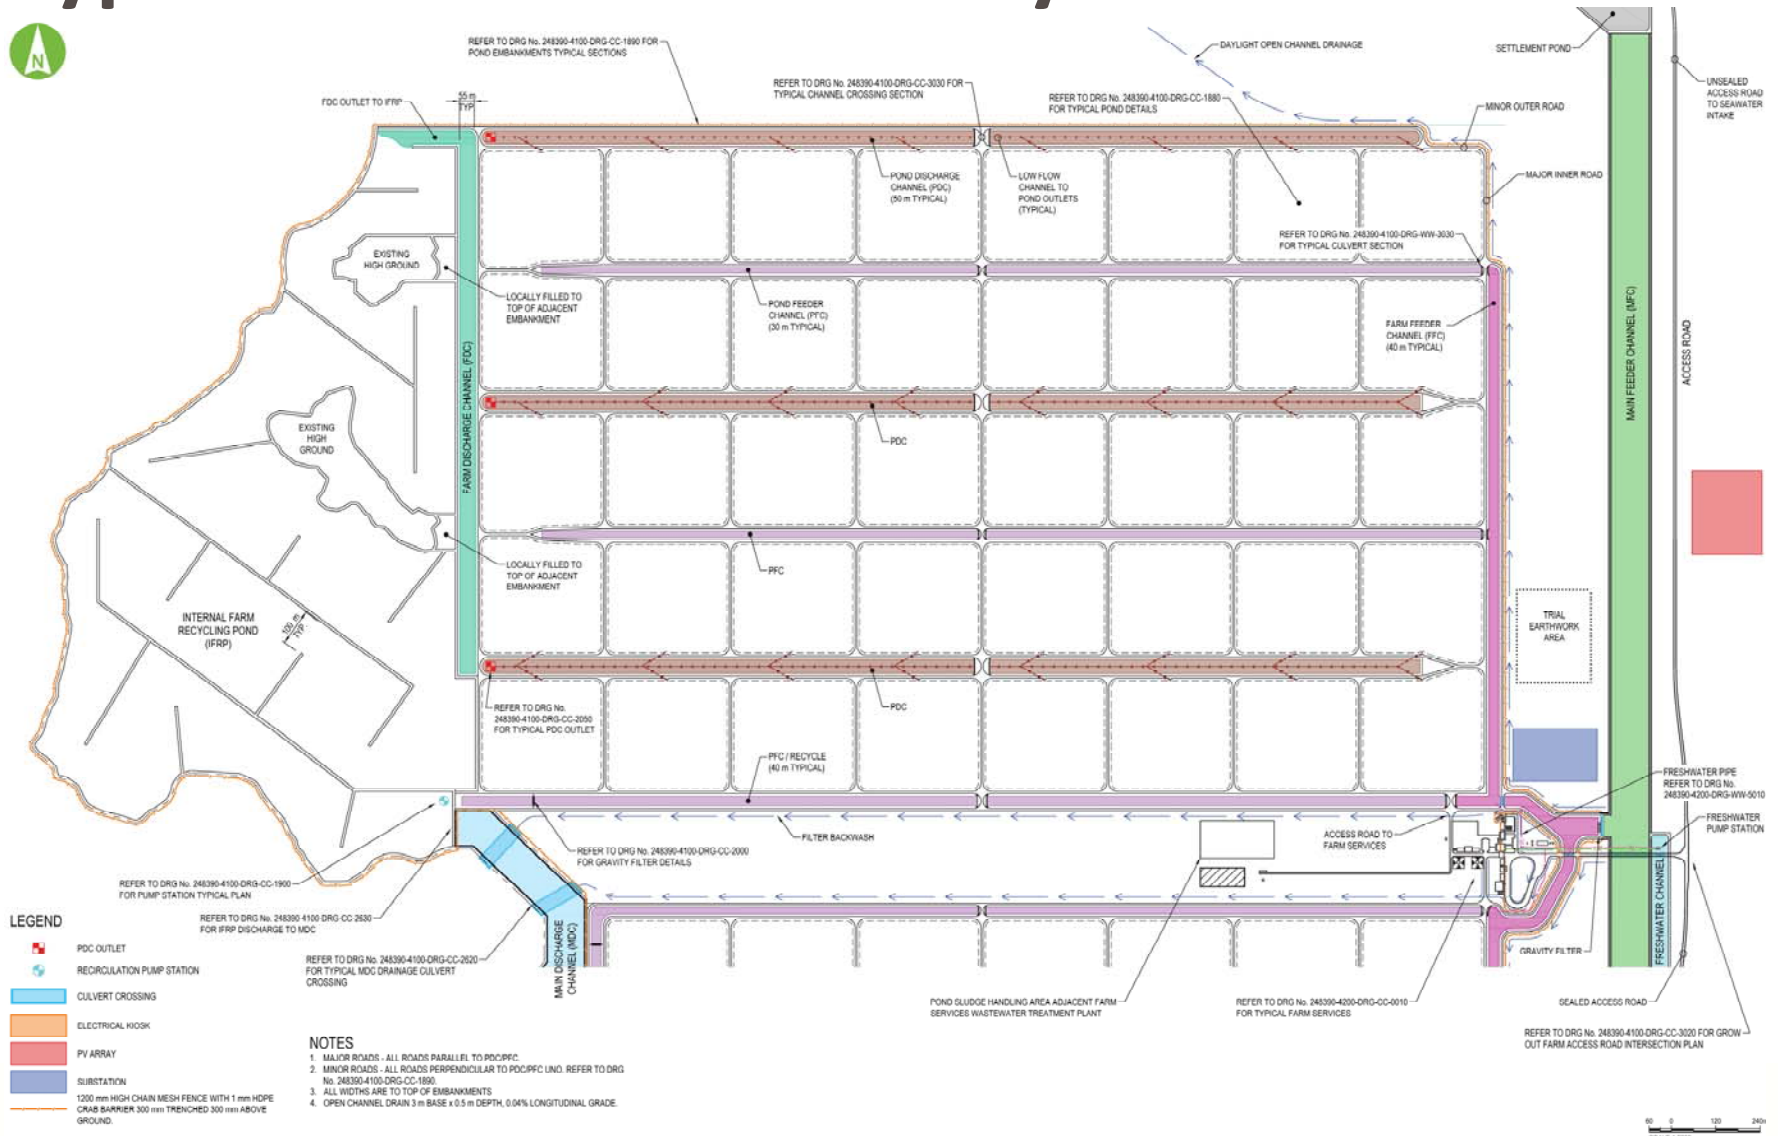 N
REFER TO DRG No. 248390-4100-DRG-CC-1890 FOR
POND EMBANKMENTS TYPICAL SECTIONS
FDC OUTLET TO IFRP
55 m
TYP
REFER TO DRG No. 248390-4100-DRG-CC-3030 FOR
TYPICAL CHANNEL CROSSING SECTION
DAYLIGHT OPEN CHANNEL DRAINAGE
REFER TO DRG No. 248390-4100-DRG-CC-1880
FOR TYPICAL POND DETAILS
SETTLEMENT POND
UNSEALED
ACCESS ROAD
TO SEAWATER
INTAKE
MINOR OUTER ROAD
MAJOR INNER ROAD
POND DISCHARGE
CHANNEL (PDC)
(50 m TYPICAL)
LOW FLOW
CHANNEL TO
POND OUTLETS
(TYPICAL)
REFER TO DRG No. 248390-4100-DRG-WW-3030
FOR TYPICAL CULVERT SECTION
EXISTING
HIGH GROUND
LOCALLY FILLED TO
TOP OF ADJACENT
EMBANKMENT
POND FEEDER
CHANNEL (PFC)
(30 m TYPICAL)
FARM FEEDER
CHANNEL (FFC)
(40 m TYPICAL)
MAIN FEEDER CHANNEL (MFC)
ACCESS ROAD
FARM DISCHARGE CHANNEL (FDC)
EXISTING
HIGH
GROUND
PDC
LOCALLY FILLED TO
TOP OF ADJACENT
EMBANKMENT
PFC
INTERNAL FARM
RECYCLING POND
(IFRP)
100 m
TYP.
TRIAL
EARTHWORK
AREA
REFER TO DRG No.
248390-4100-DRG-CC-2050
FOR TYPICAL PDC OUTLET
PDC
PFC / RECYCLE
(40 m TYPICAL)
FRESHWATER PIPE
REFER TO DRG No.
248390-4200-DRG-WW-5010
FRESHWATER
PUMP STATION
FILTER BACKWASH
ACCESS ROAD TO
FARM SERVICES
REFER TO DRG No. 248390-4100-DRG-CC-2000
FOR GRAVITY FILTER DETAILS
REFER TO DRG No. 248390-4100-DRG-CC-1900
FOR PUMP STATION TYPICAL PLAN
REFER TO DRG No. 248390 4100 DRG CC 2630
FOR IFRP DISCHARGE TO MDC
REFER TO DRG No. 248390-4100-DRG-CC-2620
FOR TYPICAL MDC DRAINAGE CULVERT
CROSSING
MAIN DISCHARGE
CHANNEL (MDC)
FRESHWATER CHANNEL
GRAVITY FILTER
POND SLUDGE HANDLING AREA ADJACENT FARM
SERVICES WASTEWATER TREATMENT PLANT
REFER TO DRG No. 248390-4200-DRG-CC-0010
FOR TYPICAL FARM SERVICES
SEALED ACCESS ROAD
REFER TO DRG No. 248390-4100-DRG-CC-3020 FOR GROW
OUT FARM ACCESS ROAD INTERSECTION PLAN
LEGEND
PDC OUTLET
RECIRCULATION PUMP STATION
CULVERT CROSSING
ELECTRICAL KIOSK
PV ARRAY
SUBSTATION
1200 mm HIGH CHAIN MESH FENCE WITH 1 mm HDPE
CRAB BARRIER 300 mm TRENCHED 300 mm ABOVE
GROUND.
NOTES
1. MAJOR ROADS - ALL ROADS PARALLEL TO PDC/PFC.
2. MINOR ROADS - ALL ROADS PERPENDICULAR TO PDC/PFC UNO. REFER TO DRG
No. 248390-4100-DRG-CC-1890.
3. ALL WIDTHS ARE TO TOP OF EMBANKMENTS
4. OPEN CHANNEL DRAIN 3 m BASE x 0.5 m DEPTH, 0.04% LONGITUDINAL GRADE.
60 0 120 240m